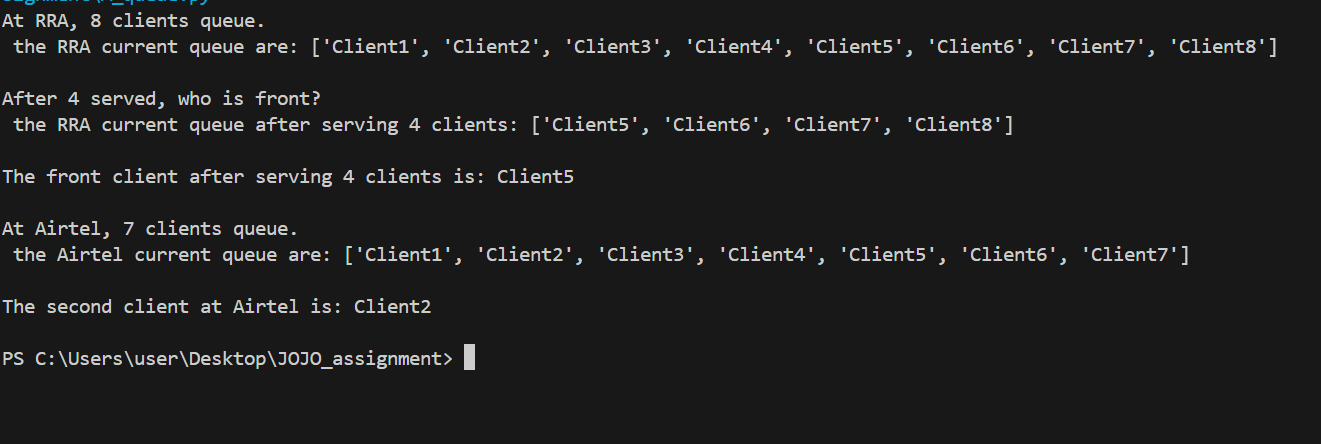 At RRA, 8 clients queue.
 the RRA current queue are: ['Client1', 'Client2', 'Client3', 'Client4', 'Client5', 'Client6', 'Client7', 'Client8']
After 4 served, who is front?
 the RRA current queue after serving 4 clients: ['Client5', 'Client6', 'Client7', 'Client8']
The front client after serving 4 clients is: Client5
At Airtel, 7 clients queue.
 the Airtel current queue are: ['Client1', 'Client2', 'Client3', 'Client4', 'Client5', 'Client6', 'Client7']
The second client at Airtel is: Client2
PS C:\Users\user\Desktop\JOJO_assignment>